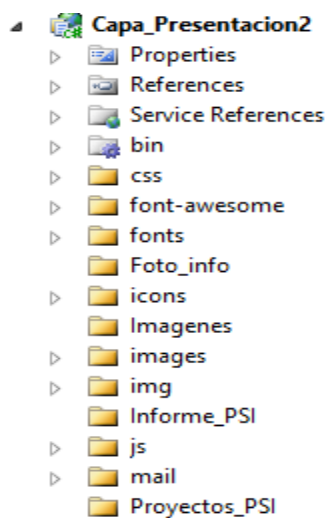 Capa_Presentacion2
Properties
References
Service References
bin
css
font-awesome
fonts
Foto_info
icons
Imagenes
images
img
Informe_PSI
js
mail
Proyectos_PSI